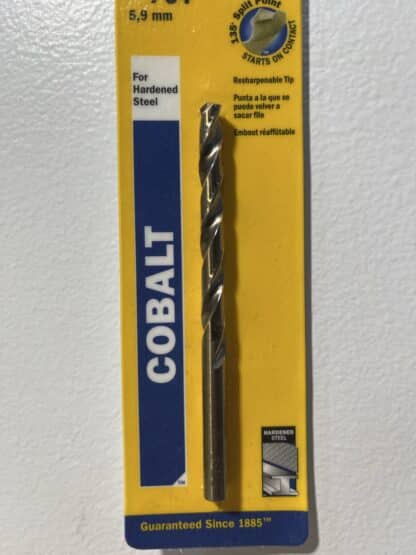 5,9 mm
135° Split Point
STARTS ON CONTACT
For
Hardened
Steel
Resharpenable Tip
Punta a la que se
puede volver a
sacar filo
Embout réaffûtable
COBALT
TM
HARDENED
STEEL
Guaranteed Since 1885™